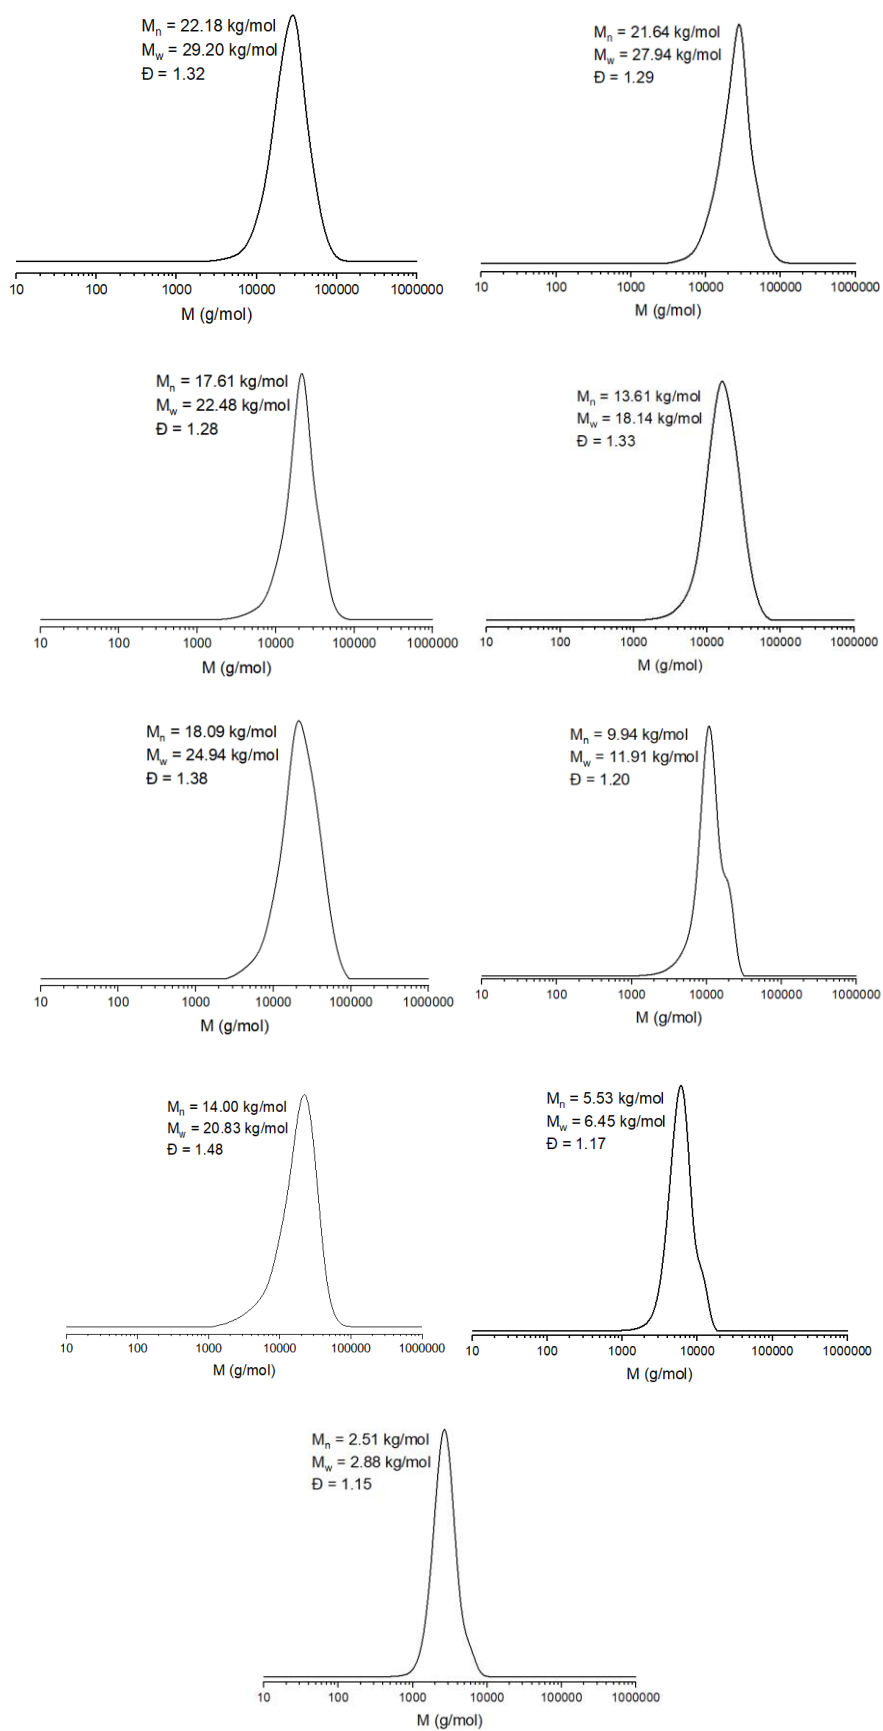 Mn = 22.18 kg/mol
Mw = 29.20 kg/mol
Đ = 1.32
10 100 1000 10000 100000 1000000
M (g/mol)
Mn = 21.64 kg/mol
Mw = 27.94 kg/mol
Đ = 1.29
10 100 1000 10000 100000 1000000
M (g/mol)
Mn = 17.61 kg/mol
Mw = 22.48 kg/mol
Đ = 1.28
10 100 1000 10000 100000 1000000
M (g/mol)
Mn = 13.61 kg/mol
Mw = 18.14 kg/mol
Đ = 1.33
10 100 1000 10000 100000 1000000
M (g/mol)
Mn = 18.09 kg/mol
Mw = 24.94 kg/mol
Đ = 1.38
10 100 1000 10000 100000 1000000
M (g/mol)
Mn = 9.94 kg/mol
Mw = 11.91 kg/mol
Đ = 1.20
10 100 1000 10000 100000 1000000
M (g/mol)
Mn = 14.00 kg/mol
Mw = 20.83 kg/mol
Đ = 1.48
10 100 1000 10000 100000 1000000
M (g/mol)
Mn = 5.53 kg/mol
Mw = 6.45 kg/mol
Đ = 1.17
10 100 1000 10000 100000 1000000
M (g/mol)
Mn = 2.51 kg/mol
Mw = 2.88 kg/mol
Đ = 1.15
10 100 1000 10000 100000 1000000
M (g/mol)